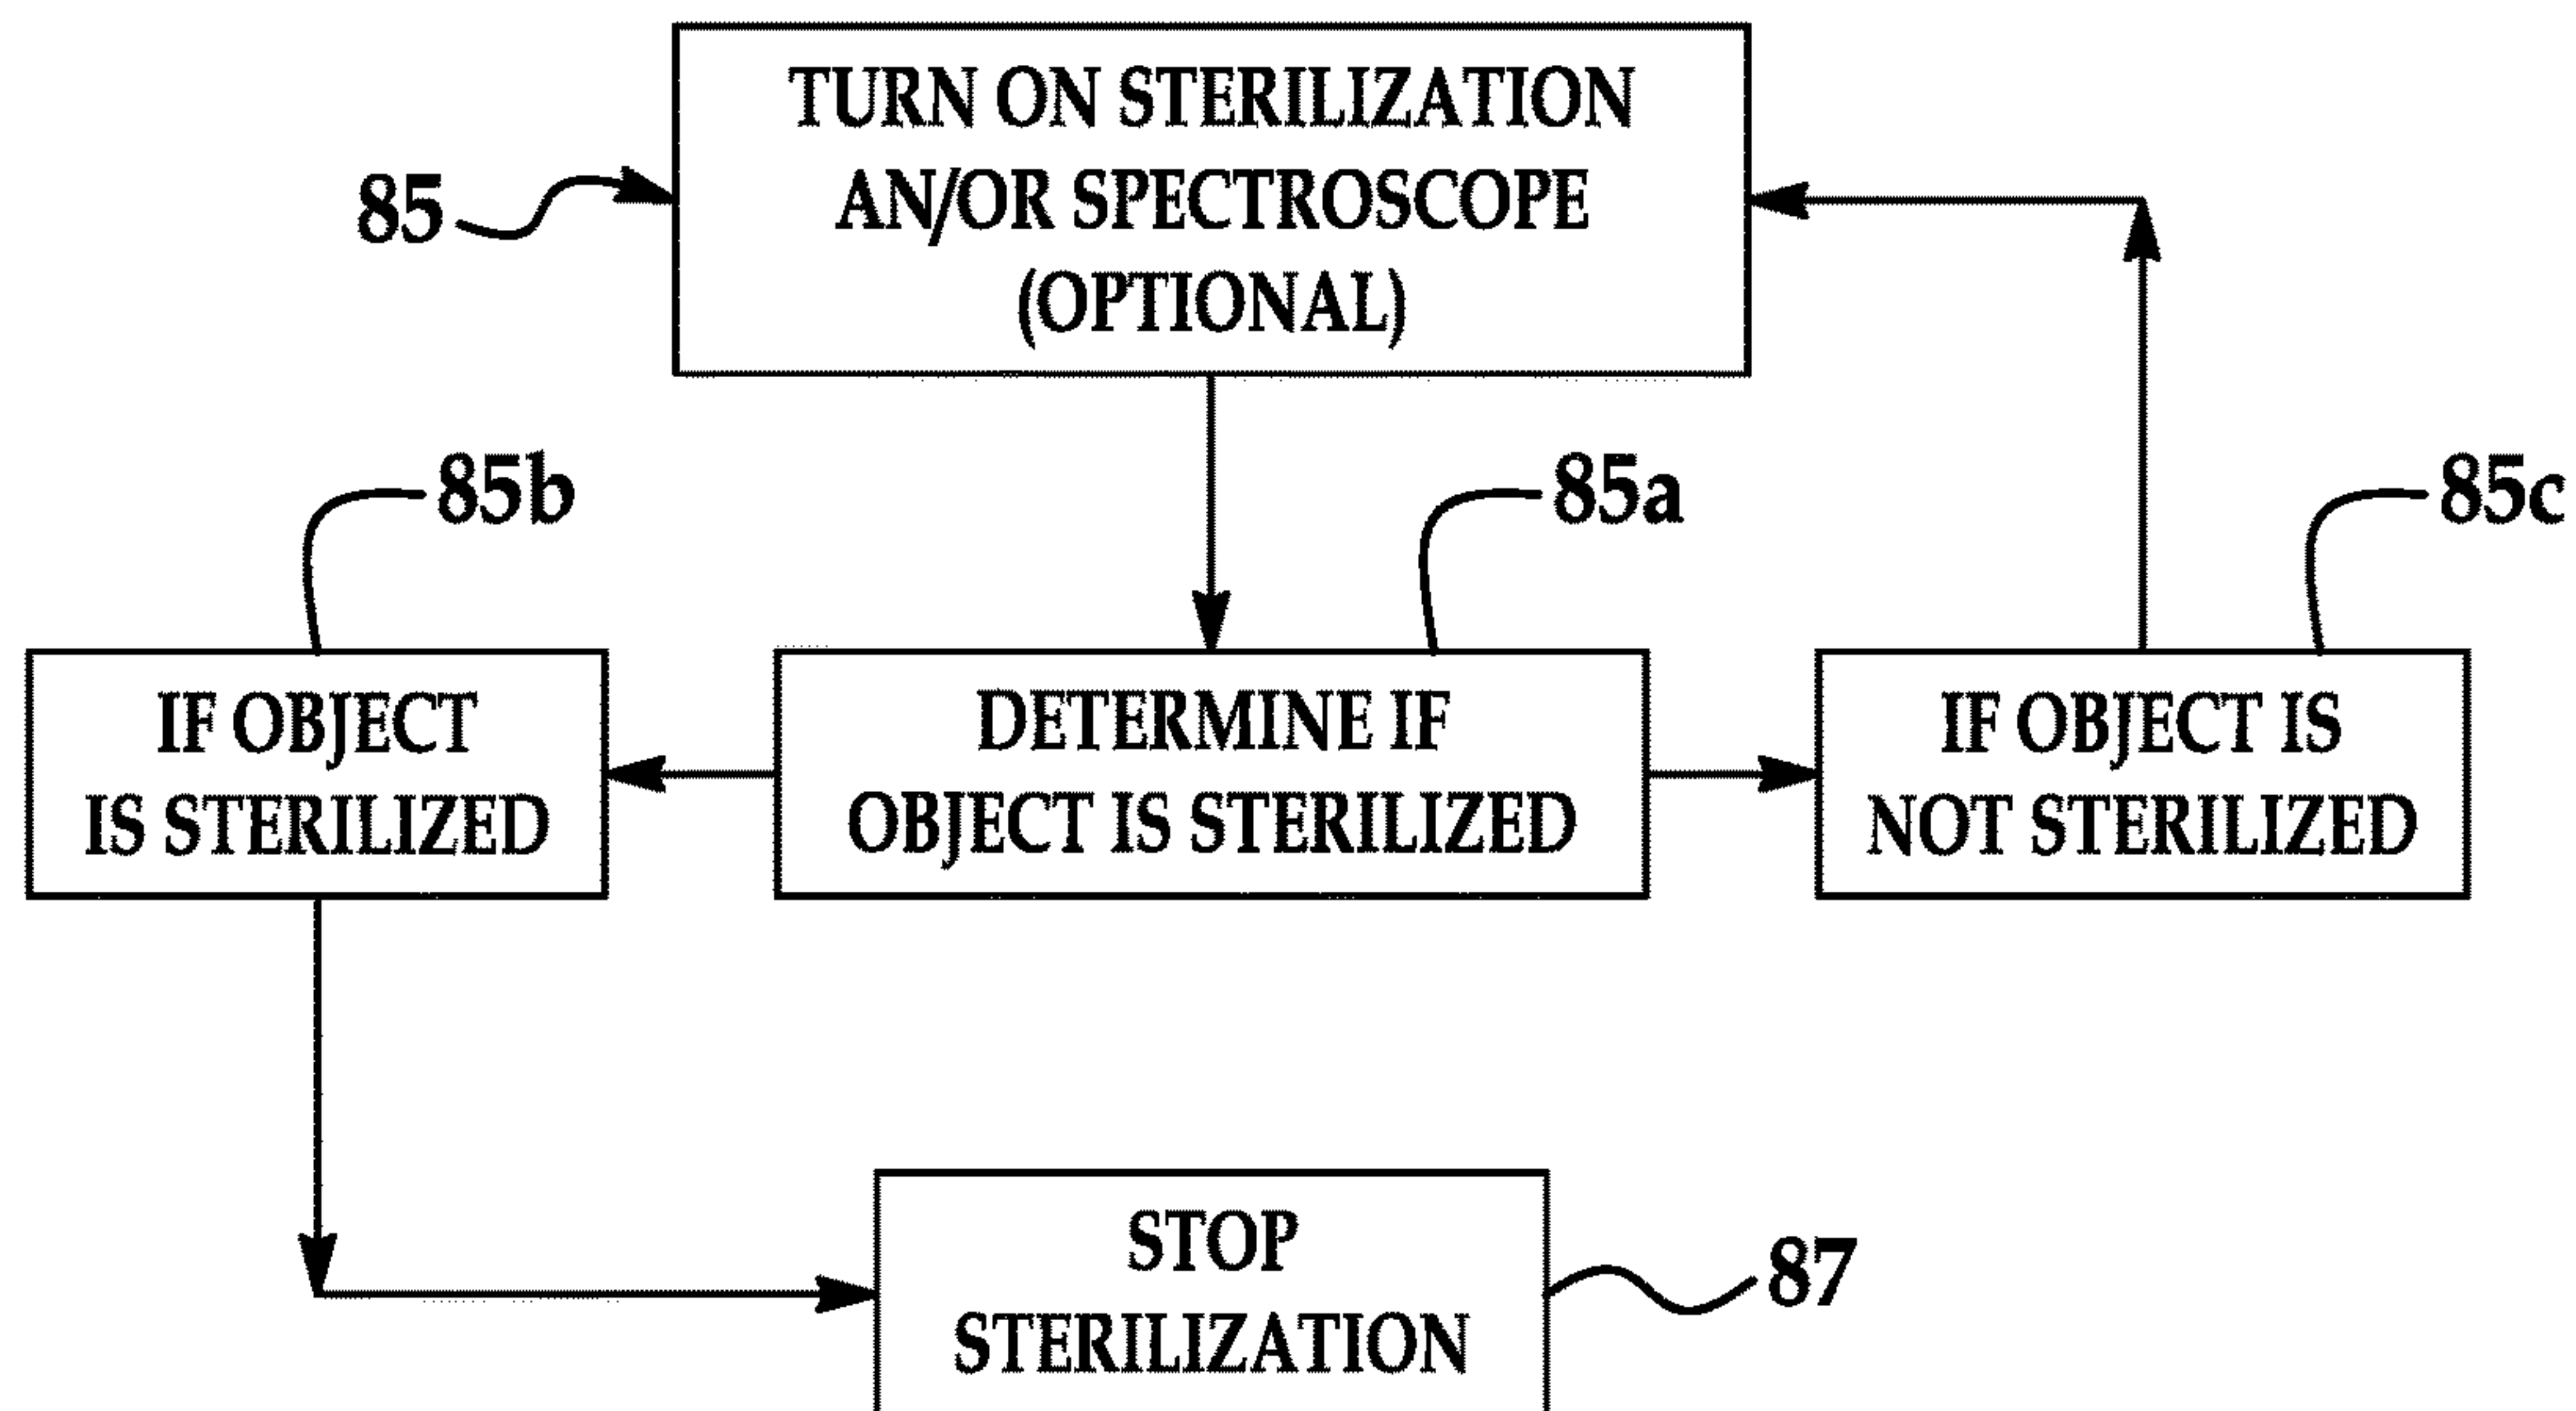 TURN ON STERILIZATION
AN/OR SPECTROSCOPE
(OPTIONAL)
85
85b
85a
85c
IF OBJECT
IS STERILIZED
DETERMINE IF
OBJECT IS STERILIZED
IF OBJECT IS
NOT STERILIZED
STOP
STERILIZATION
87